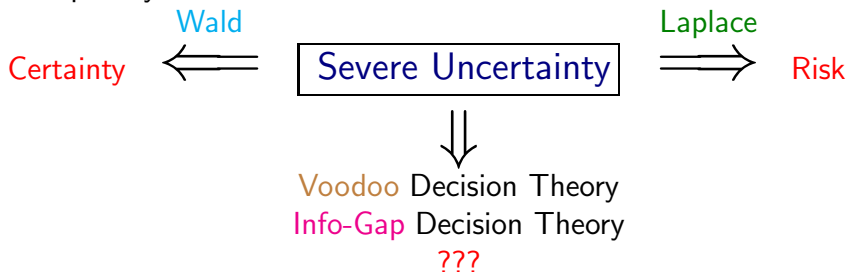 Wald Laplace
Certainty Severe Uncertainty Risk
Voodoo Decision Theory
Info-Gap Decision Theory
???